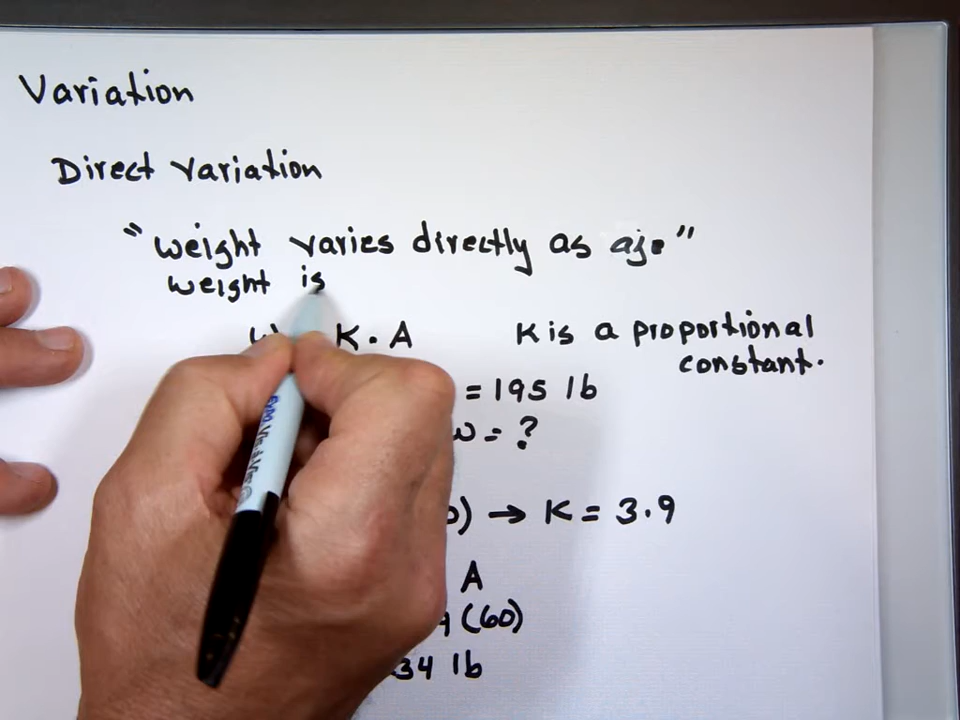 Variation
Direct variation
"weight varies directly as age"
weight is
K · A
K is a proportional
constant.
= 195 lb
w = ?
) → K = 3.9
A
(60)
34 lb